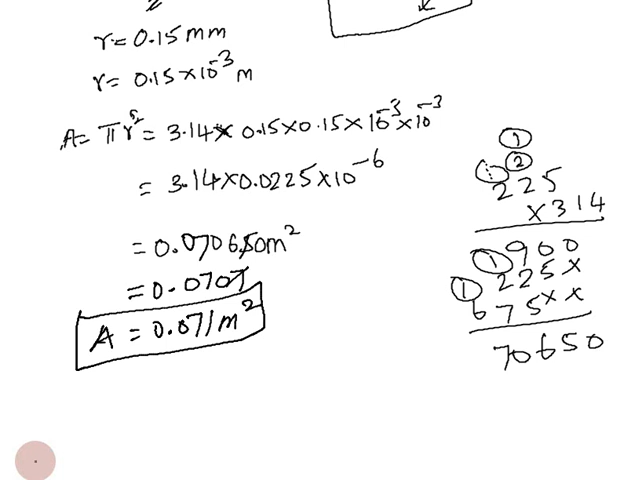 r = 0.15 mm
r = 0.15 × 10⁻³ m
A = πr² = 3.14 × 0.15 × 0.15 × 10⁻³ × 10⁻³
= 3.14 × 0.0225 × 10⁻⁶
= 0.070650 m²
= 0.0707
A = 0.071 m²
1
2
225
× 314
1 900
1 225×
675××
70650